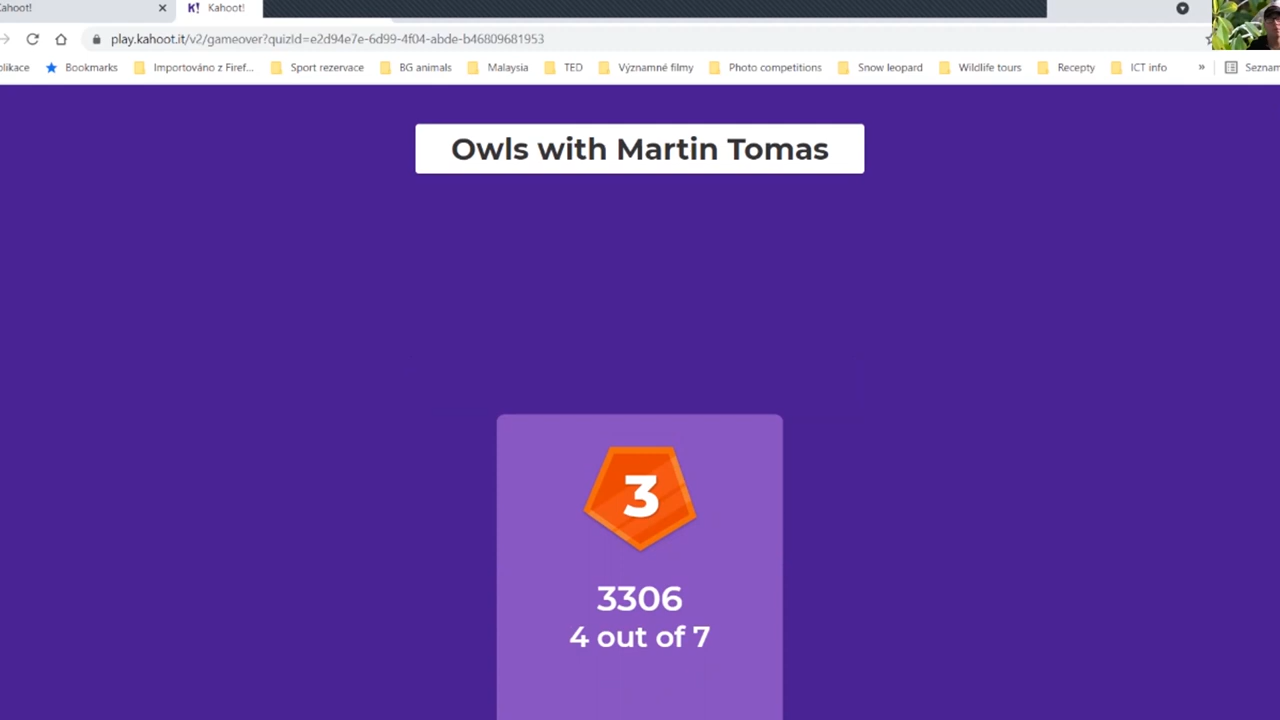 Kahoot!
K! Kahoot!
play.kahoot.it/v2/gameover?quizId=e2d94e7e-6d99-4f04-abde-b46809681953
plikace Bookmarks Importováno z Firef... Sport rezervace BG animals Malaysia TED Významné filmy Photo competitions Snow leopard Wildlife tours Recepty ICT info » Seznam
Owls with Martin Tomas
3
3306
4 out of 7